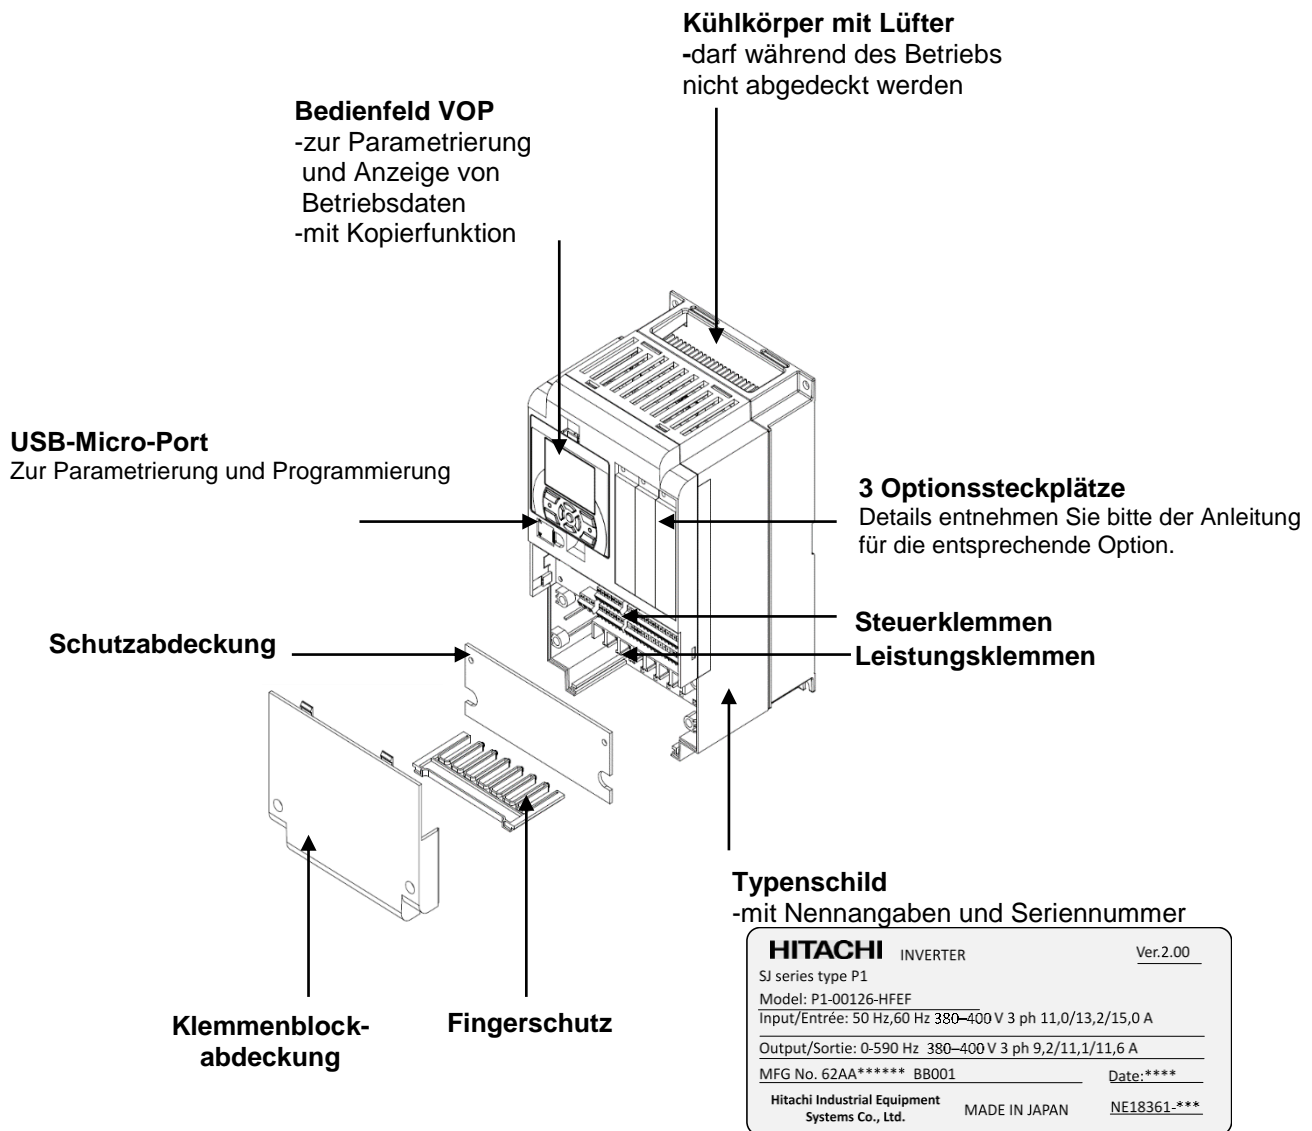 Kühlkörper mit Lüfter
-darf während des Betriebs
nicht abgedeckt werden
Bedienfeld VOP
-zur Parametrierung
und Anzeige von
Betriebsdaten
-mit Kopierfunktion
USB-Micro-Port
Zur Parametrierung und Programmierung
3 Optionssteckplätze
Details entnehmen Sie bitte der Anleitung
für die entsprechende Option.
Steuerklemmen
Leistungsklemmen
Schutzabdeckung
Typenschild
-mit Nennangaben und Seriennummer
Klemmenblock-
abdeckung
Fingerschutz
HITACHI INVERTER Ver.2.00
SJ series type P1
Model: P1-00126-HFEF
Input/Entrée: 50 Hz,60 Hz 380–400 V 3 ph 11,0/13,2/15,0 A
Output/Sortie: 0-590 Hz 380–400 V 3 ph 9,2/11,1/11,6 A
MFG No. 62AA****** BB001 Date:****
Hitachi Industrial Equipment
Systems Co., Ltd. MADE IN JAPAN NE18361-***